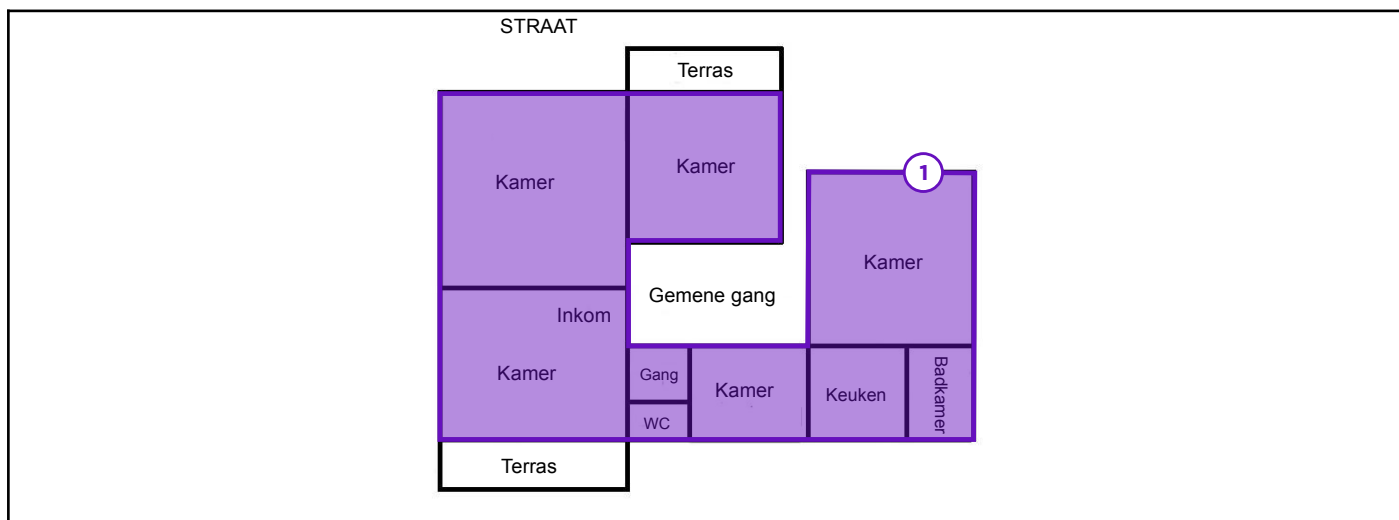 STRAAT
Terras
Kamer
Kamer
1
Kamer
Gemene gang
Inkom
Kamer
Gang
Kamer
Keuken
Badkamer
WC
Terras